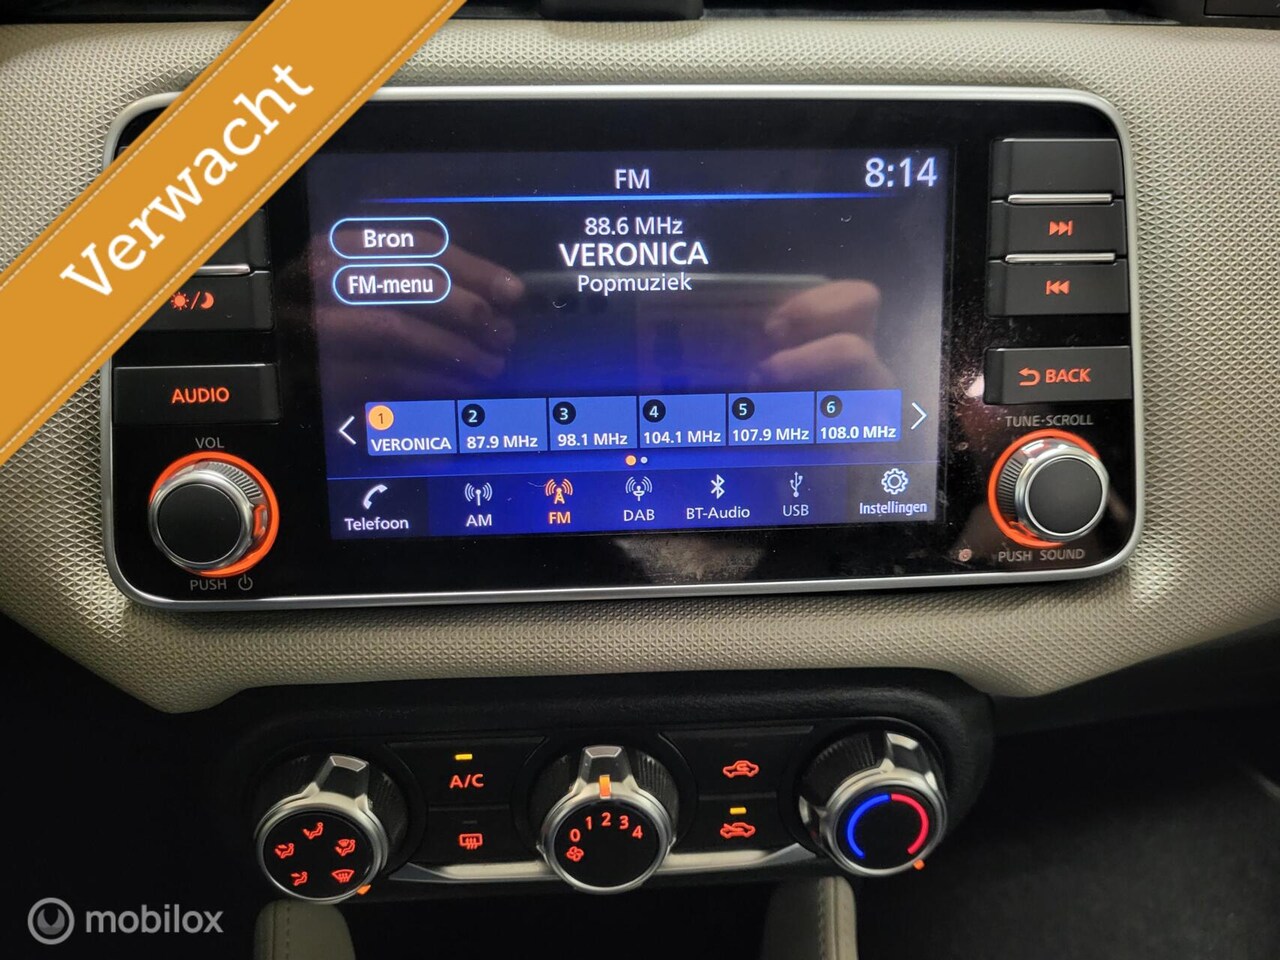 Verwacht
FM
8:14
Bron
88.6 MHz
VERONICA
FM-menu
Popmuziek
AUDIO
BACK
VOL
TUNE·SCROLL
1
VERONICA
2
87.9 MHz
3
98.1 MHz
4
104.1 MHz
5
107.9 MHz
6
108.0 MHz
Telefoon
AM
FM
DAB
BT-Audio
USB
Instellingen
PUSH
PUSH SOUND
A/C
0 1 2 3 4
mobilox